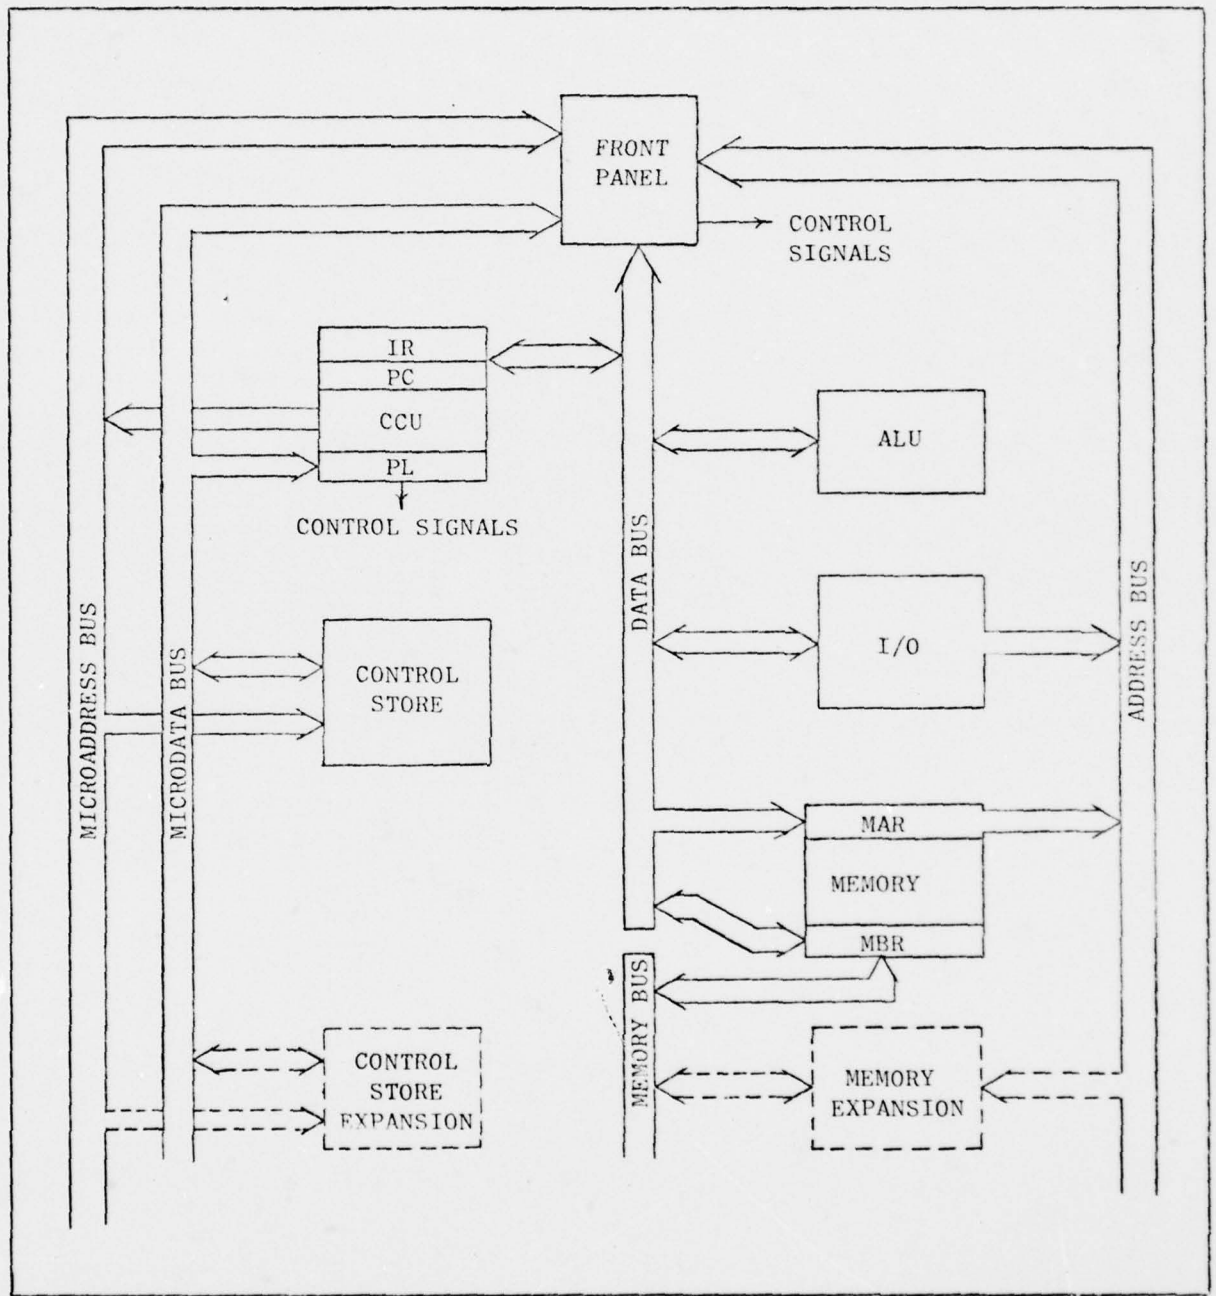 FRONT
PANEL
CONTROL
SIGNALS
IR
PC
CCU
PL
CONTROL SIGNALS
ALU
DATA BUS
I/O
ADDRESS BUS
MICROADDRESS BUS
MICRODATA BUS
CONTROL
STORE
MAR
MEMORY
MBR
MEMORY BUS
CONTROL
STORE
EXPANSION
MEMORY
EXPANSION